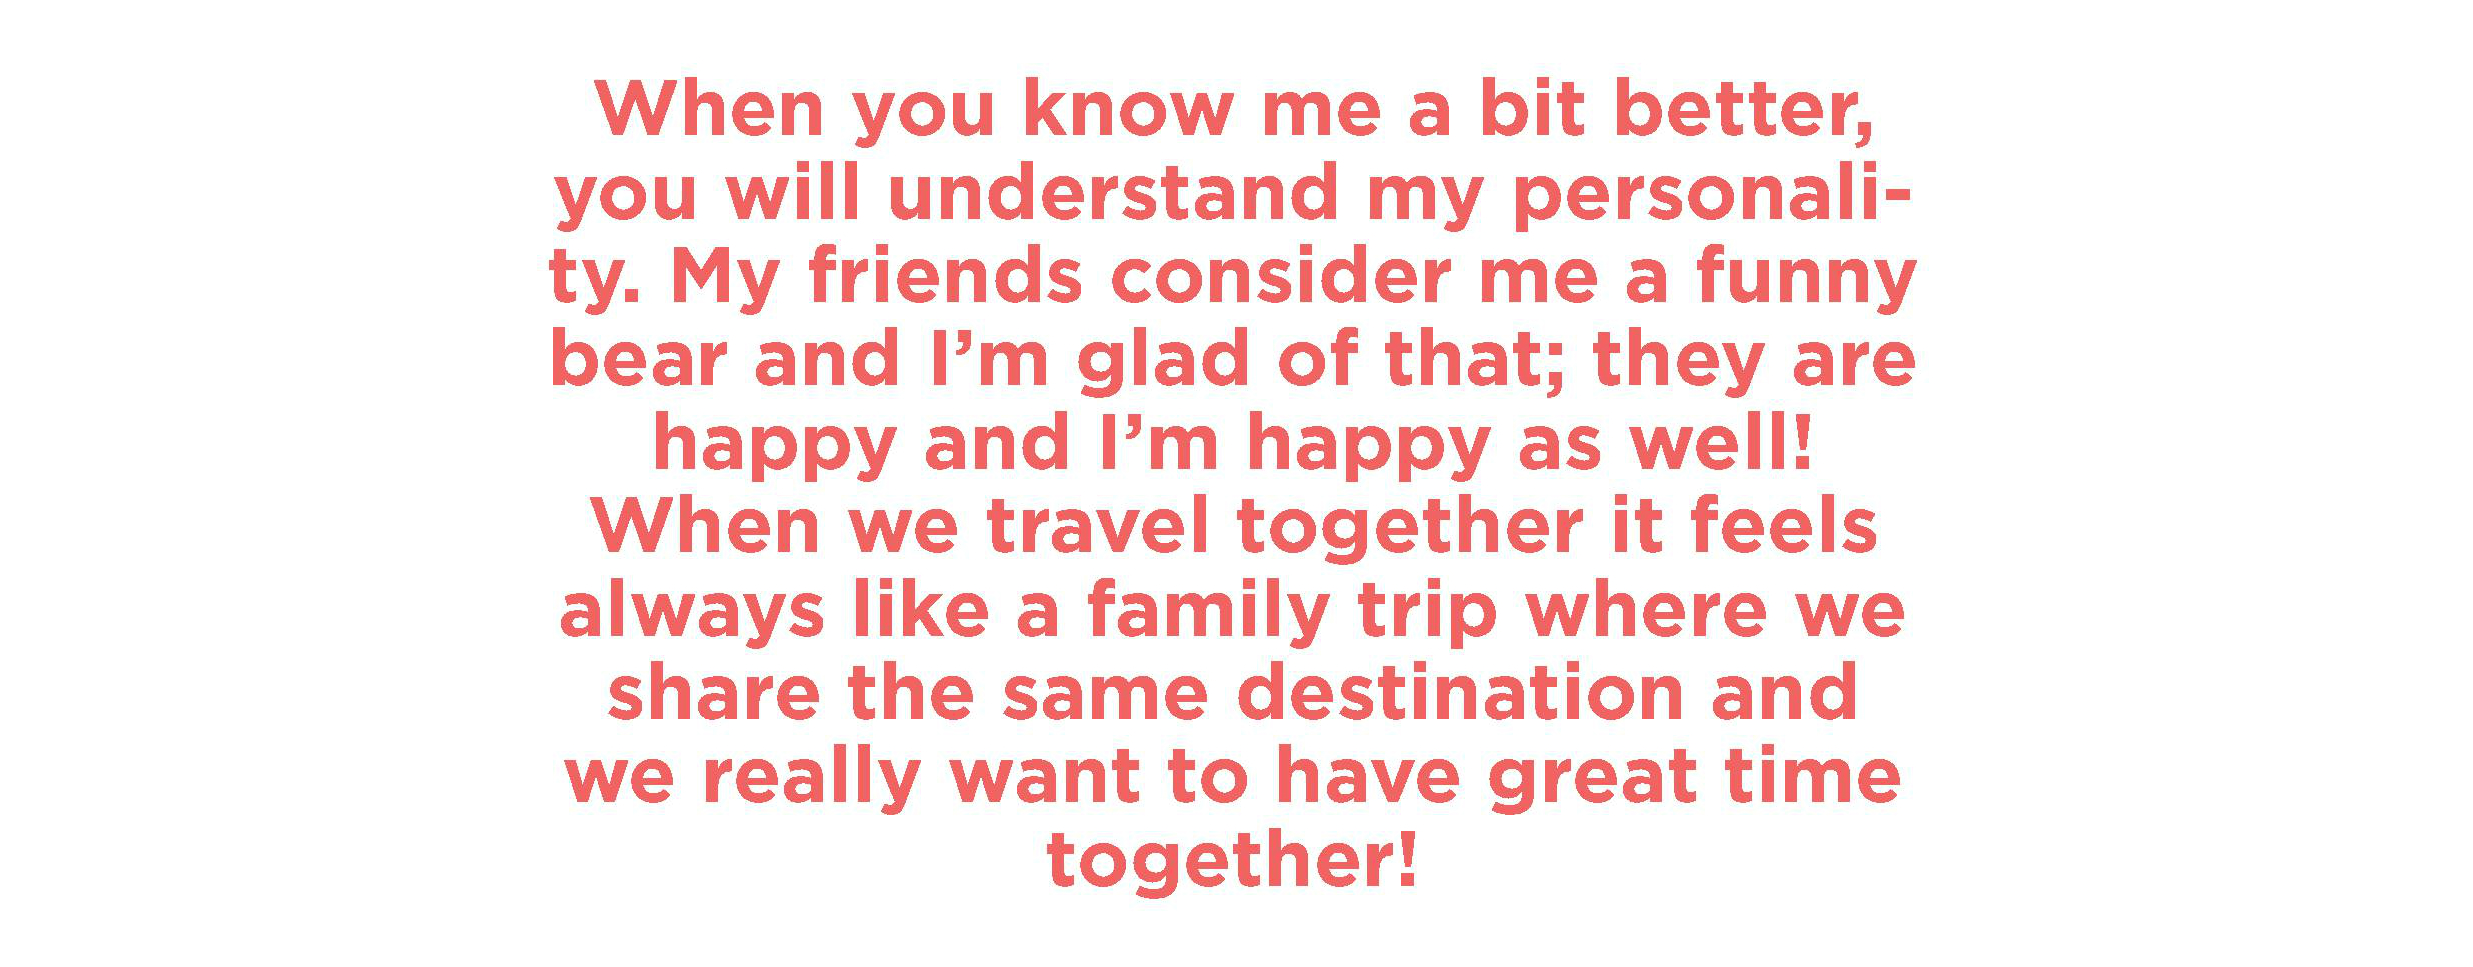 When you know me a bit better,
you will understand my personali-
ty. My friends consider me a funny
bear and I’m glad of that; they are
happy and I’m happy as well!
When we travel together it feels
always like a family trip where we
share the same destination and
we really want to have great time
together!